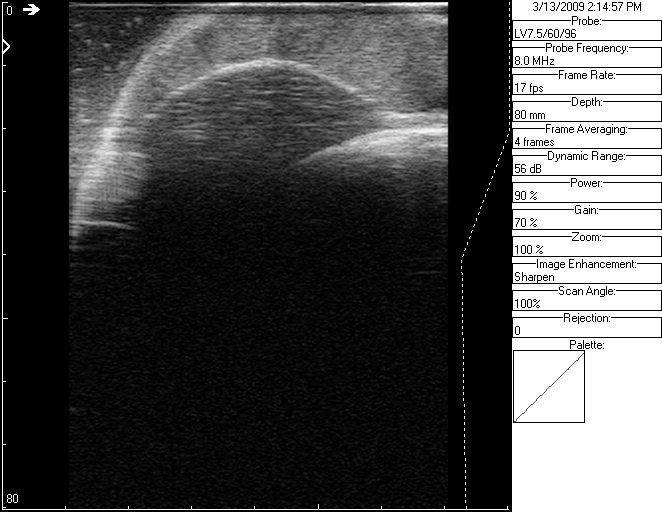 0
80
3/13/2009 2:14:57 PM
Probe:
LV7.5/60/96
Probe Frequency:
8.0 MHz
Frame Rate:
17 fps
Depth:
80 mm
Frame Averaging:
4 frames
Dynamic Range:
56 dB
Power:
90 %
Gain:
70 %
Zoom:
100 %
Image Enhancement:
Sharpen
Scan Angle:
100%
Rejection:
0
Palette: